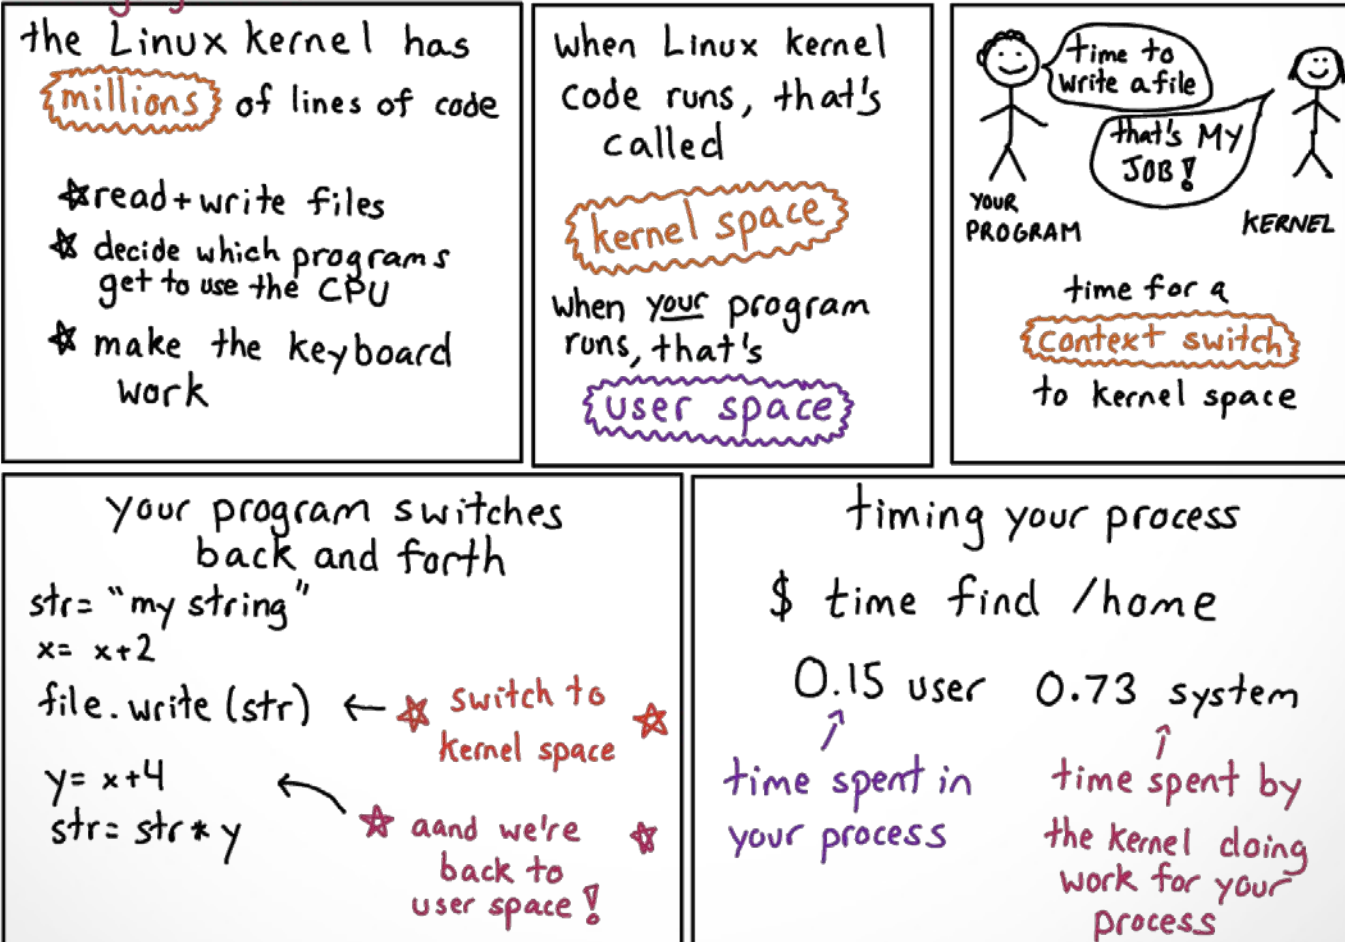 the Linux kernel has
millions of lines of code
☆ read + write files
☆ decide which programs
get to use the CPU
☆ make the keyboard
work
when Linux kernel
code runs, that's
called
kernel space
when your program
runs, that's
user space
time to
write a file
that's MY
JOB!
YOUR
PROGRAM
KERNEL
time for a
context switch
to kernel space
your program switches
back and forth
str= "my string"
x= x+2
file.write(str) ← ☆ switch to ☆
kernel space
y= x+4
str= str * y
☆ aand we're ☆
back to
user space!
timing your process
$ time find /home
0.15 user 0.73 system
time spent in
your process
time spent by
the kernel doing
work for your
process